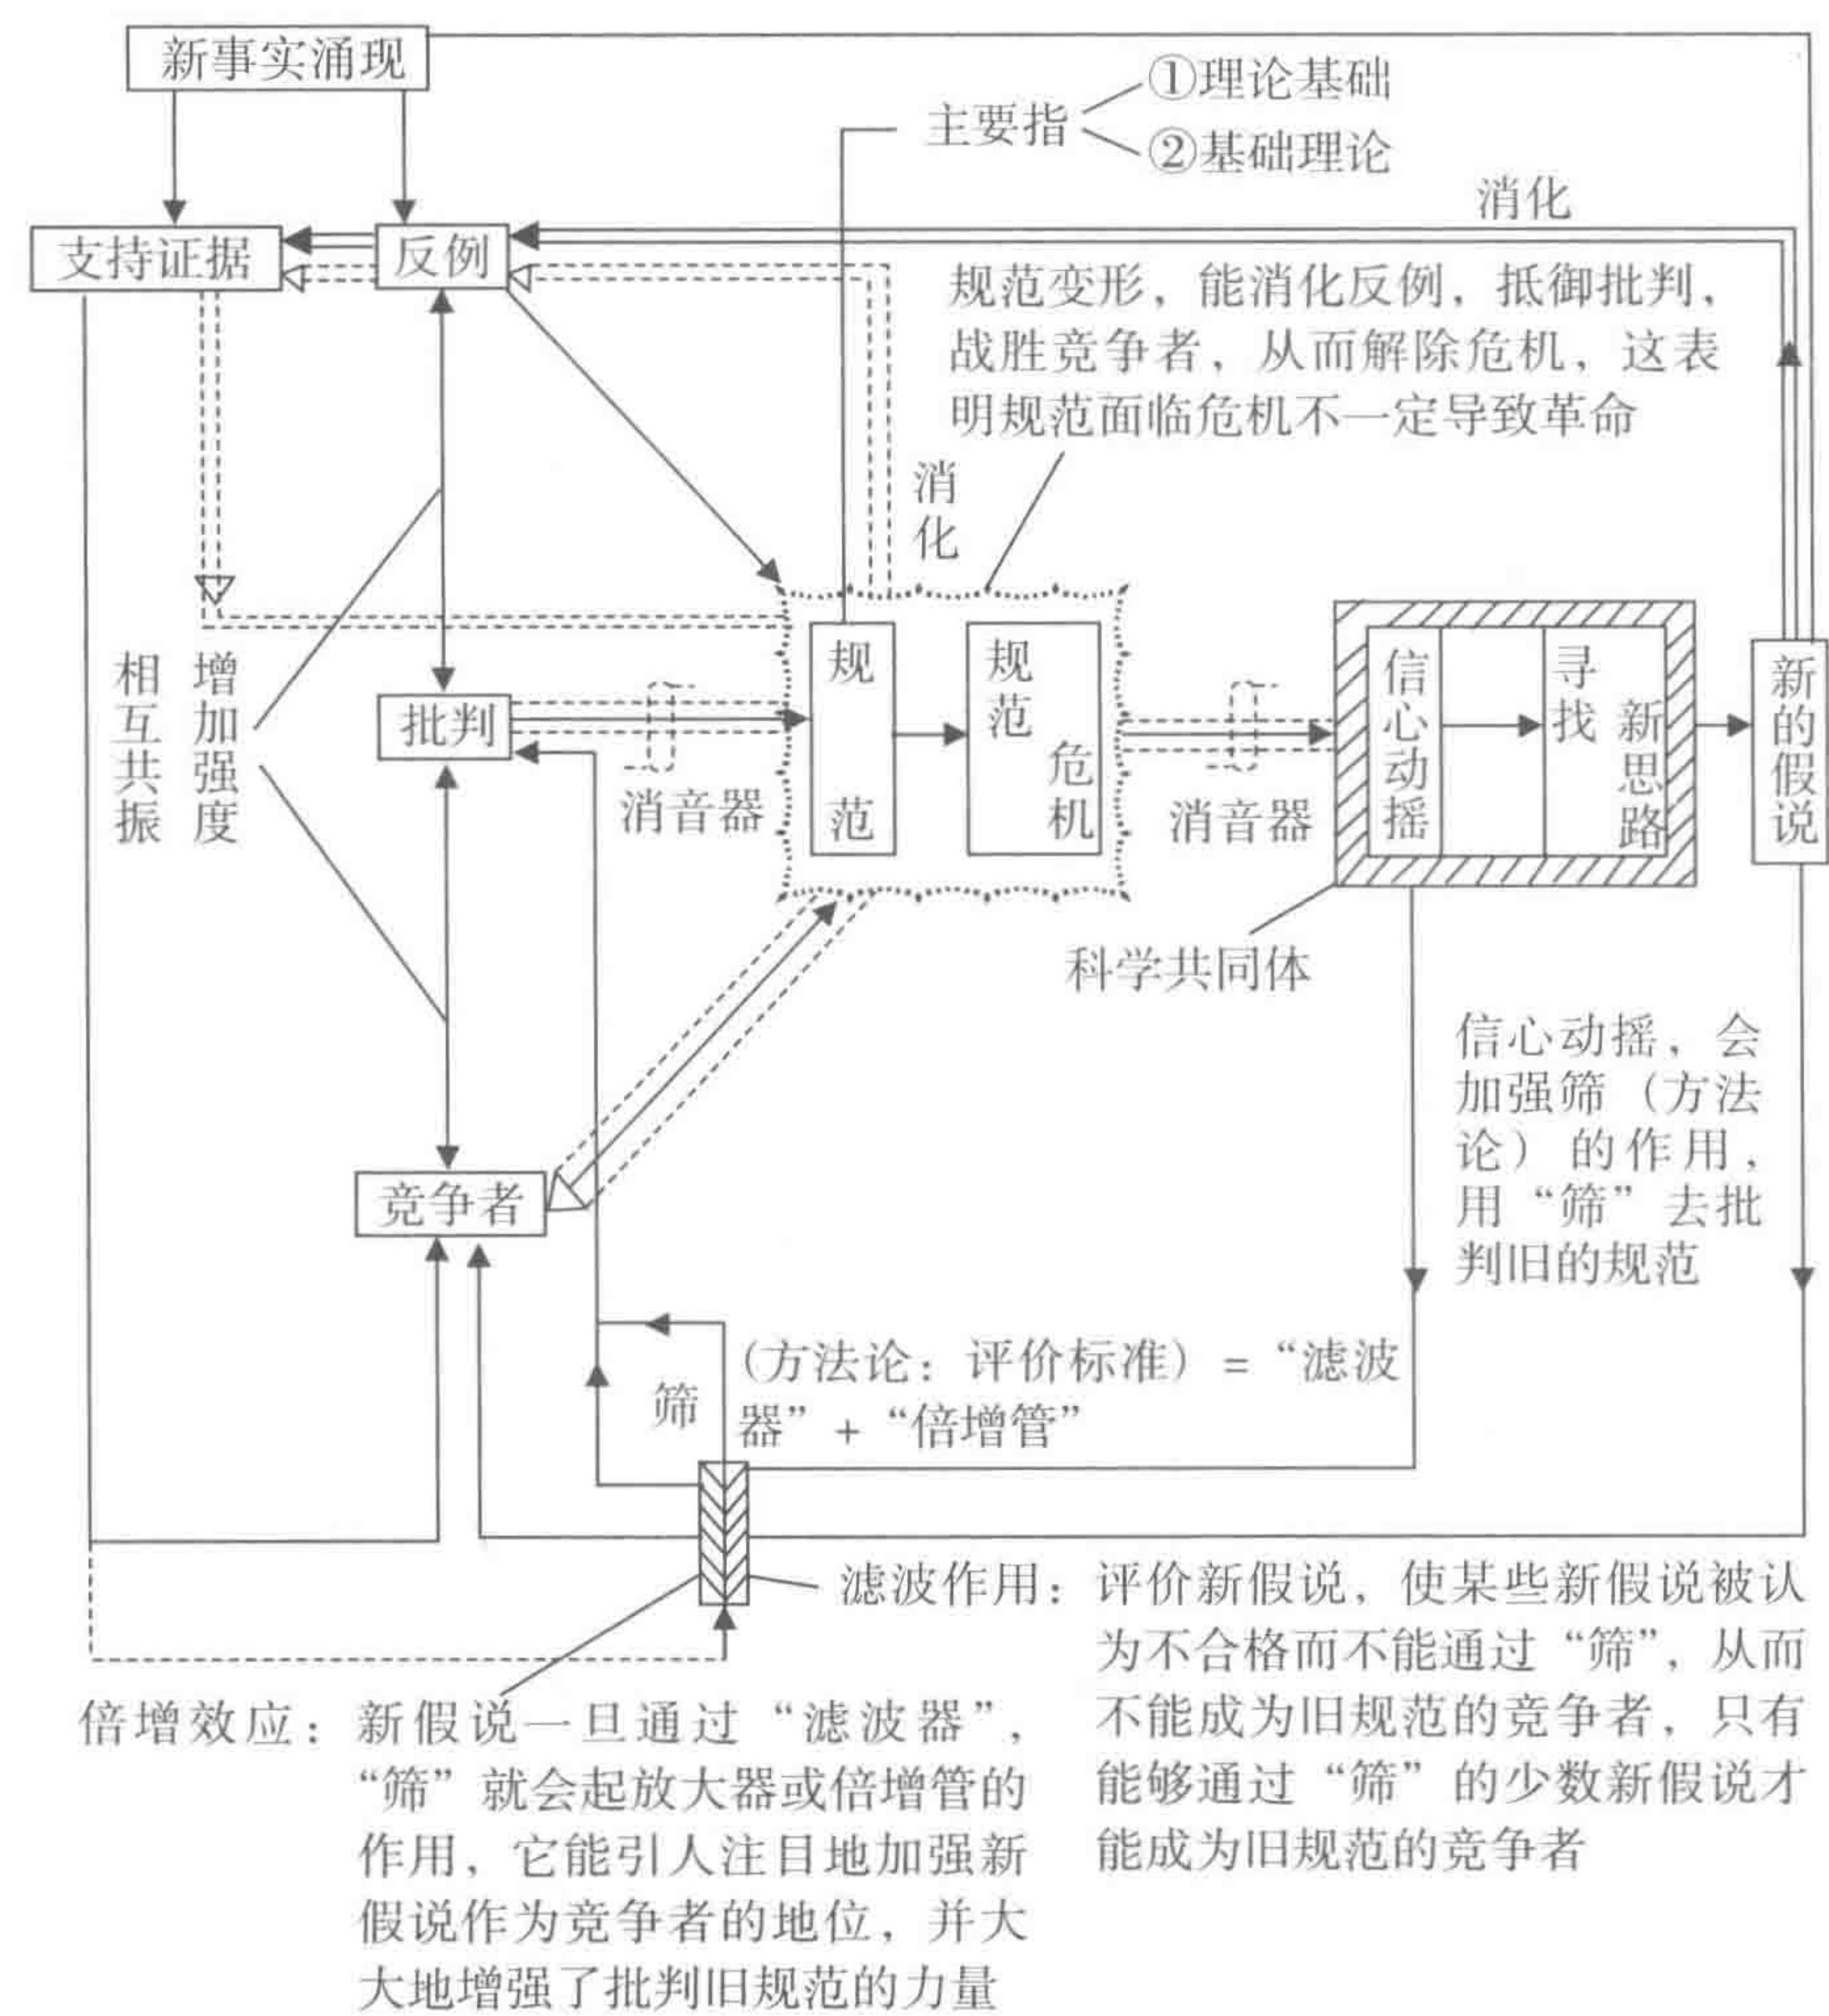 新事实涌现
主要指
①理论基础
②基础理论
消化
支持证据
反例
规范变形，能消化反例，抵御批判，
战胜竞争者，从而解除危机，这表
明规范面临危机不一定导致革命
消化
相互共振
增加强度
批判
消音器
规范
规范危机
消音器
信心动摇
寻找新思路
新的假说
科学共同体
信心动摇，会
加强筛（方法
论）的作用，
用“筛”去批
判旧的规范
竞争者
筛
(方法论：评价标准）=“滤波
器”+“倍增管”
滤波作用：评价新假说，使某些新假说被认
为不合格而不能通过“筛”，从而
不能成为旧规范的竞争者，只有
能够通过“筛”的少数新假说才
能成为旧规范的竞争者
倍增效应：新假说一旦通过“滤波器”，
“筛”就会起放大器或倍增管的
作用，它能引人注目地加强新
假说作为竞争者的地位，并大
大地增强了批判旧规范的力量